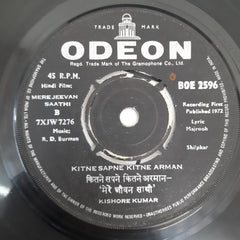 TRADE MARK
ODEON
Regd. Trade Mark of The Gramophone Co.
45 R.P.M.
BOE 2596
Hindi Film:
MERE JEEVAN
SAATHI
B
7XJW 7276
Music:
R. D. Burman
Recording First
Published 1972
Lyric
Majrooh
Shilpkar
KITNE SAPNE KITNE ARMAN
कितने सपने कितने अरमान-
'मेरे जीवन साथी'
KISHORE KUMAR